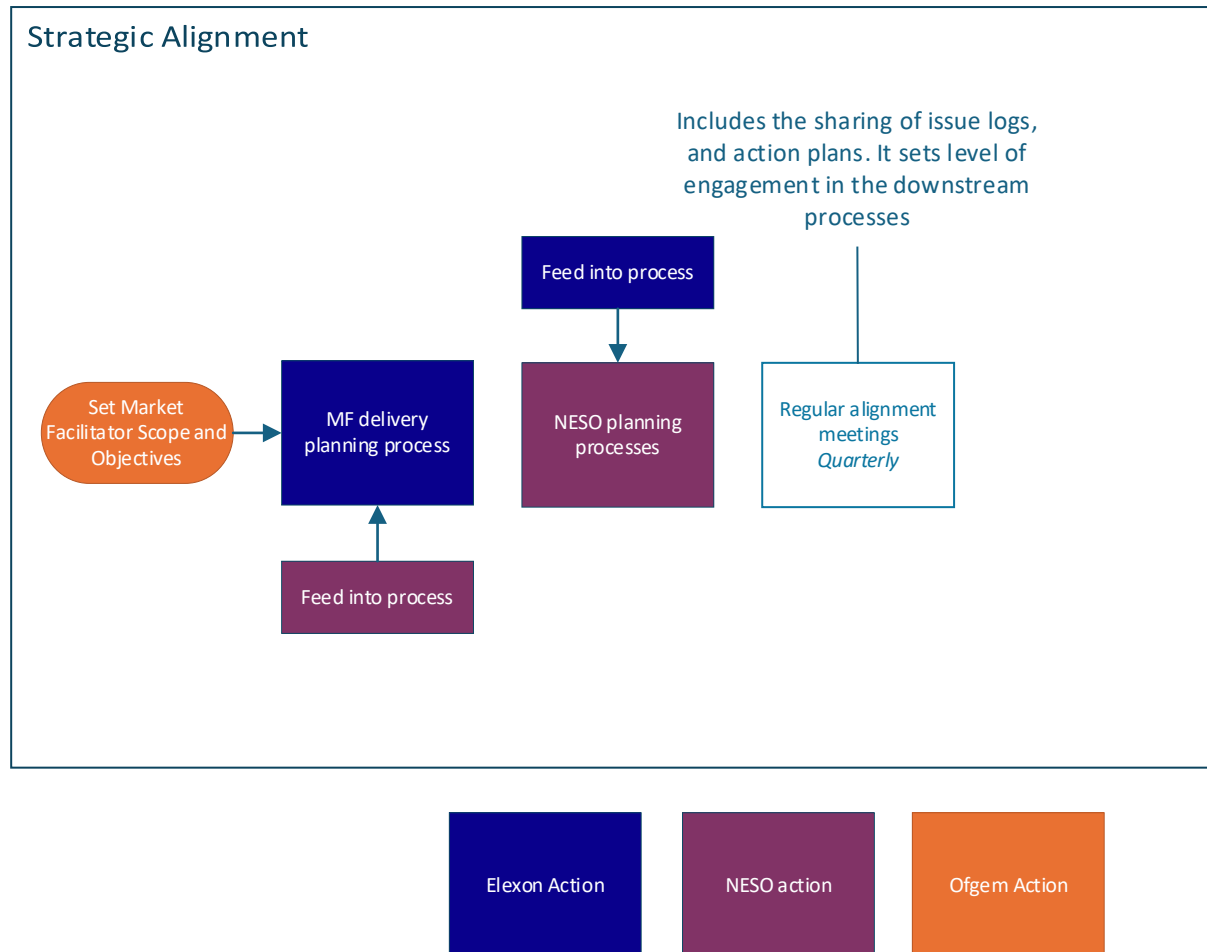 Strategic Alignment
Includes the sharing of issue logs,
and action plans. It sets level of
engagement in the downstream
processes
Feed into process
Set Market
Facilitator Scope and
Objectives
MF delivery
planning process
NESO planning
processes
Regular alignment
meetings
Quarterly
Feed into process
Elexon Action
NESO action
Ofgem Action